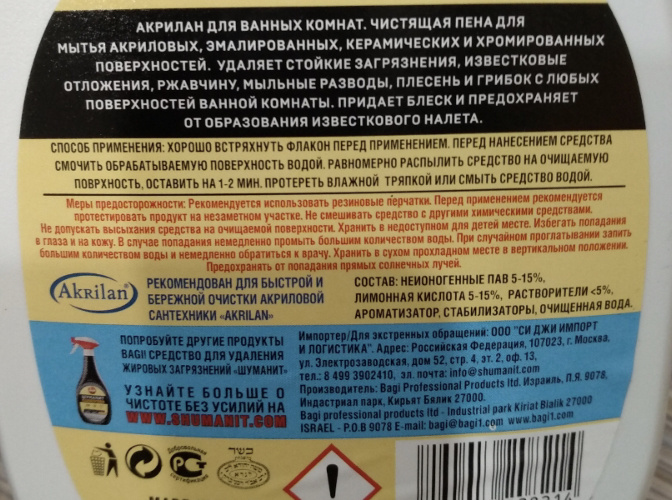 АКРИЛАН ДЛЯ ВАННЫХ КОМНАТ. ЧИСТЯЩАЯ ПЕНА ДЛЯ
МЫТЬЯ АКРИЛОВЫХ, ЭМАЛИРОВАННЫХ, КЕРАМИЧЕСКИХ И ХРОМИРОВАННЫХ
ПОВЕРХНОСТЕЙ. УДАЛЯЕТ СТОЙКИЕ ЗАГРЯЗНЕНИЯ, ИЗВЕСТКОВЫЕ
ОТЛОЖЕНИЯ, РЖАВЧИНУ, МЫЛЬНЫЕ РАЗВОДЫ, ПЛЕСЕНЬ И ГРИБОК С ЛЮБЫХ
ПОВЕРХНОСТЕЙ ВАННОЙ КОМНАТЫ. ПРИДАЕТ БЛЕСК И ПРЕДОХРАНЯЕТ
ОТ ОБРАЗОВАНИЯ ИЗВЕСТКОВОГО НАЛЕТА.
СПОСОБ ПРИМЕНЕНИЯ: ХОРОШО ВСТРЯХНУТЬ ФЛАКОН ПЕРЕД ПРИМЕНЕНИЕМ. ПЕРЕД НАНЕСЕНИЕМ СРЕДСТВА
СМОЧИТЬ ОБРАБАТЫВАЕМУЮ ПОВЕРХНОСТЬ ВОДОЙ. РАВНОМЕРНО РАСПЫЛИТЬ СРЕДСТВО НА ОЧИЩАЕМУЮ
ПОВРХНОСТЬ, ОСТАВИТЬ НА 1-2 МИН. ПРОТЕРЕТЬ ВЛАЖНОЙ ТРЯПКОЙ ИЛИ СМЫТЬ СРЕДСТВО ВОДОЙ.
Меры предосторожности: Рекомендуется использовать резиновые перчатки. Перед применением рекомендуется
протестировать продукт на незаметном участке. Не смешивать средство с другими химическими средствами.
Не допускать высыхания средства на очищаемой поверхности. Хранить в недоступном для детей месте. Избегать попадания
в глаза и на кожу. В случае попадания немедленно промыть большим количеством воды. При случайном проглатывании запить
большим количеством воды и немедленно обратиться к врачу. Хранить в сухом прохладном месте в вертикальном положении.
Предохранять от попадания прямых солнечных лучей.
Akrilan
РЕКОМЕНДОВАН ДЛЯ БЫСТРОЙ И
БЕРЕЖНОЙ ОЧИСТКИ АКРИЛОВОЙ
САНТЕХНИКИ «AKRILAN»
СОСТАВ: НЕИОНОГЕННЫЕ ПАВ 5-15%,
ЛИМОННАЯ КИСЛОТА 5-15%, РАСТВОРИТЕЛИ <5%,
АРОМАТИЗАТОР, СТАБИЛИЗАТОРЫ, ОЧИЩЕННАЯ ВОДА.
ПОПРОБУЙТЕ ДРУГИЕ ПРОДУКТЫ
BAGI! СРЕДСТВО ДЛЯ УДАЛЕНИЯ
ЖИРОВЫХ ЗАГРЯЗНЕНИЙ «ШУМАНИТ»
УЗНАЙТЕ БОЛЬШЕ О
ЧИСТОТЕ БЕЗ УСИЛИЙ НА
WWW.SHUMANIT.COM
Импортер/Для экстренных обращений: ООО "СИ ДЖИ ИМПОРТ
И ЛОГИСТИКА". Адрес: Российская Федерация, 107023, г. Москва,
ул. Электрозаводская, дом 52, стр. 4, эт. 2, оф. 13,
тел.: 8 499 3902410, эл. почта: info@shumanit.com
Производитель: Bagi Professional Products ltd. Израиль, П.Я. 9078,
Индастриал парк, Кирьят Бялик 27000.
Bagi professional products ltd - Industrial park Kiriat Bialik 27000
ISRAEL - P.O.B 9078 E-mail: bagi@bagi1.com www.bagi1.com
Добровольная
сертификация
כשר